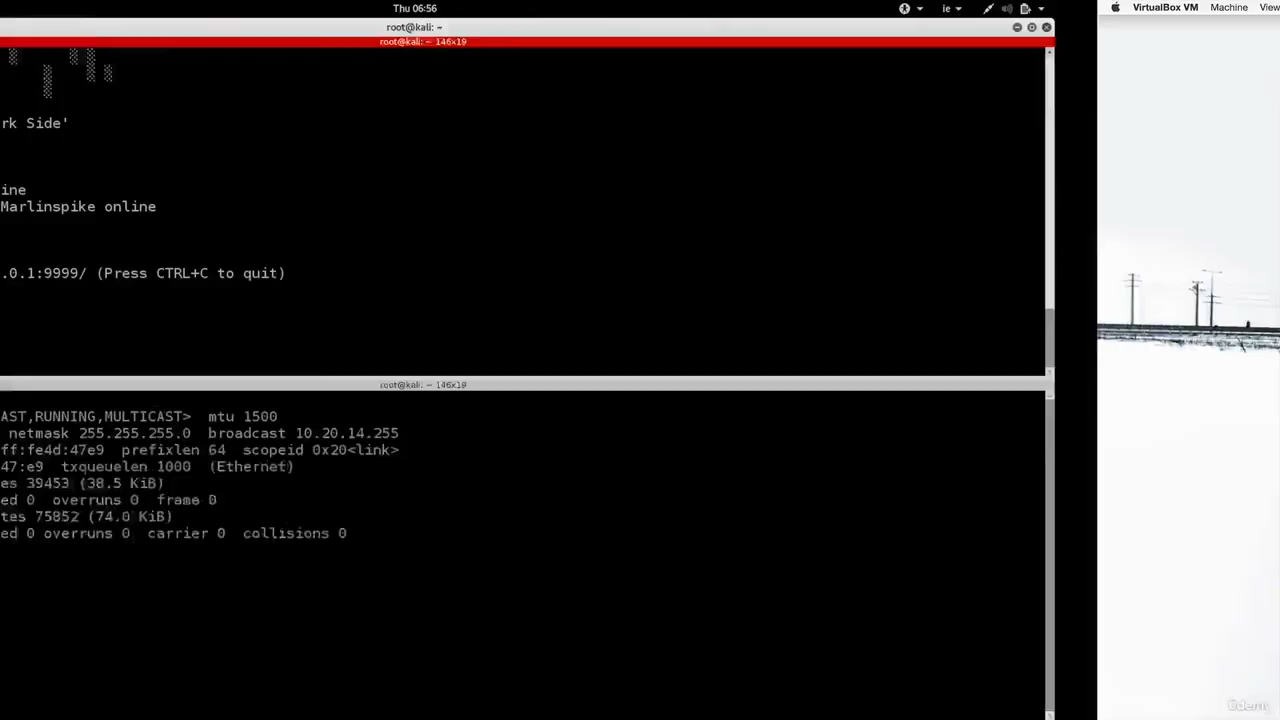 Thu 06:56
ie
VirtualBox VM Machine View
root@kali: ~
root@kali: ~ 146x19
rk Side'
ine
Marlinspike online
.0.1:9999/ (Press CTRL+C to quit)
root@kali: ~ 146x19
AST,RUNNING,MULTICAST> mtu 1500
netmask 255.255.255.0 broadcast 10.20.14.255
ff:fe4d:47e9 prefixlen 64 scopeid 0x20<link>
47:e9 txqueuelen 1000 (Ethernet)
es 39453 (38.5 KiB)
ed 0 overruns 0 frame 0
tes 75852 (74.0 KiB)
ed 0 overruns 0 carrier 0 collisions 0
Udemy